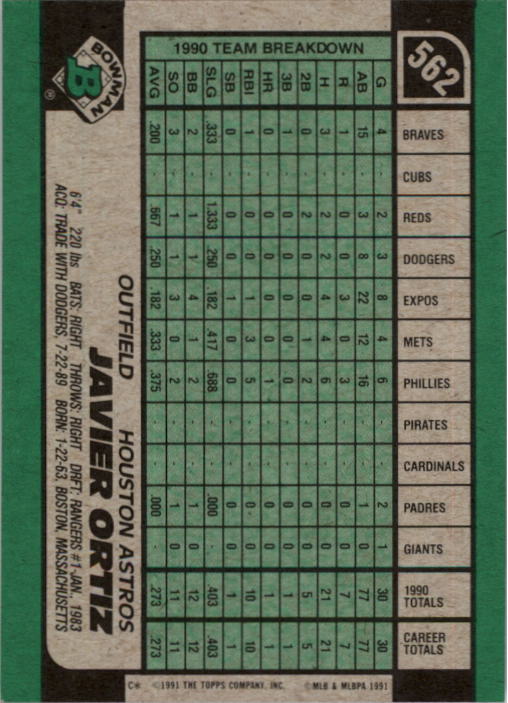 562
1990 TEAM BREAKDOWN
G AB R H 2B 3B HR RBI SB SLG BB SO AVG
BRAVES 4 15 1 3 0 1 0 1 0 .333 2 3 .200
CUBS - - - - - - - - - - - - -
REDS 2 3 0 2 2 0 0 0 0 1.333 1 1 .667
DODGERS 3 8 0 2 0 0 0 0 0 .250 1 1 .250
EXPOS 8 22 3 4 0 0 0 1 1 .182 4 3 .182
METS 4 12 0 4 1 0 0 3 0 .417 1 0 .333
PHILLIES 6 16 3 6 2 0 1 5 0 .688 2 2 .375
PIRATES - - - - - - - - - - - - -
CARDINALS - - - - - - - - - - - - -
PADRES 2 1 0 0 0 0 0 0 0 .000 1 1 .000
GIANTS 1 0 0 0 0 0 0 0 0 - 0 0 -
1990 TOTALS 30 77 7 21 5 1 1 10 1 .403 12 11 .273
CAREER TOTALS 30 77 7 21 5 1 1 10 1 .403 12 11 .273
BOWMAN
B ®
OUTFIELD HOUSTON ASTROS
JAVIER ORTIZ
6'4" 220 lbs BATS: RIGHT THROWS: RIGHT DRFT: RANGERS #1-JAN, 1983
ACQ: TRADE WITH DODGERS, 7-22-89 BORN: 1-22-63, BOSTON, MASSACHUSETTS
C* ©1991 THE TOPPS COMPANY, INC. ©MLB & MLBPA 1991